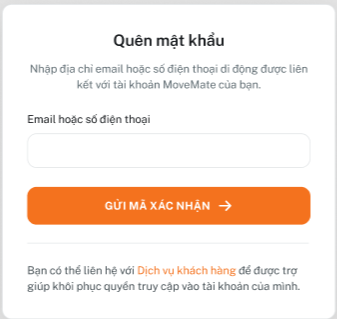 Quên mật khẩu
Nhập địa chỉ email hoặc số điện thoại di động được liên
kết với tài khoản MoveMate của bạn.
Email hoặc số điện thoại
GỬI MÃ XÁC NHẬN →
Bạn có thể liên hệ với Dịch vụ khách hàng để được trợ
giúp khôi phục quyền truy cập vào tài khoản của mình.